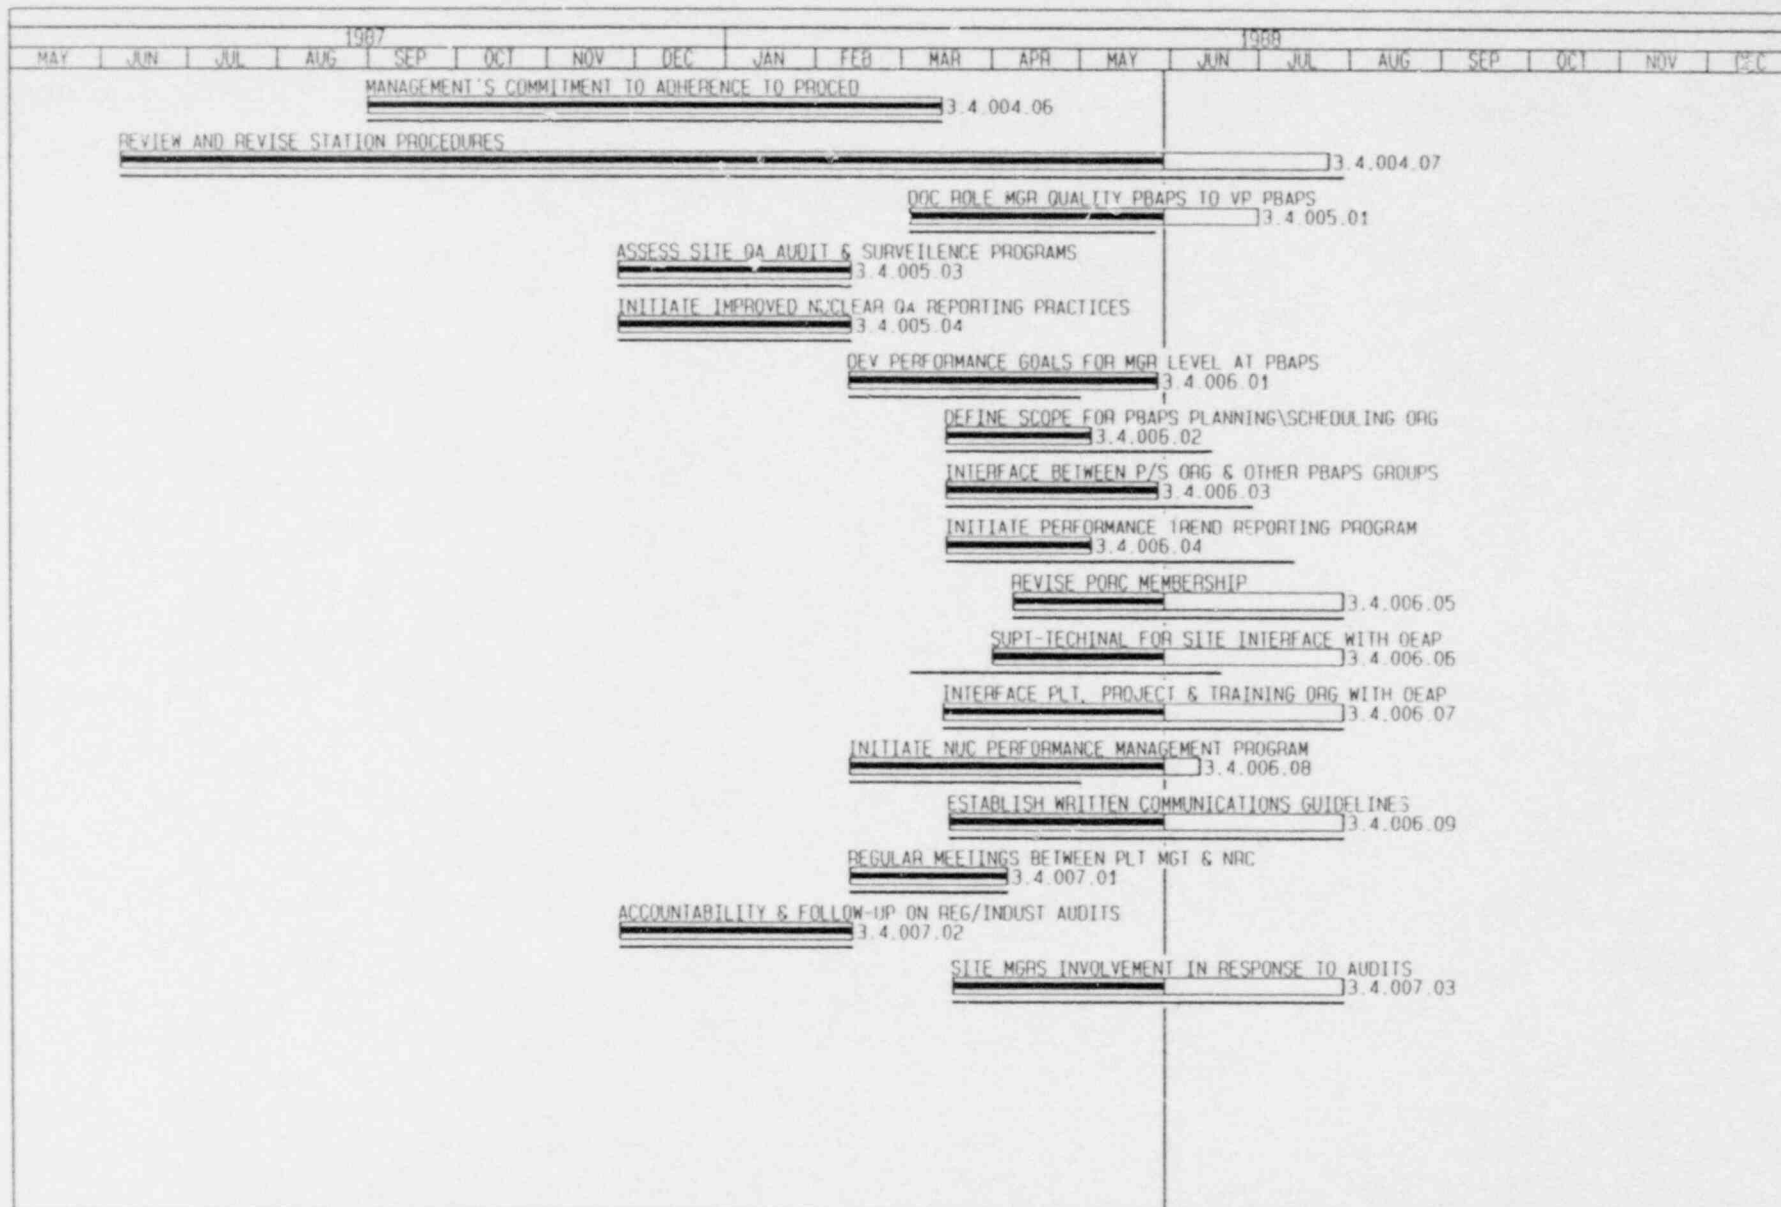 1987 1988
MAY JUN JUL AUG SEP OCT NOV DEC JAN FEB MAR APR MAY JUN JUL AUG SEP OCT NOV DEC
MANAGEMENT'S COMMITMENT TO ADHERENCE TO PROCED
3.4.004.06
REVIEW AND REVISE STATION PROCEDURES
3.4.004.07
DOC ROLE MGR QUALITY PBAPS TO VP PBAPS
3.4.005.01
ASSESS SITE QA AUDIT & SURVEILENCE PROGRAMS
3.4.005.03
INITIATE IMPROVED NUCLEAR QA REPORTING PRACTICES
3.4.005.04
DEV PERFORMANCE GOALS FOR MGR LEVEL AT PBAPS
3.4.006.01
DEFINE SCOPE FOR PBAPS PLANNING\SCHEDULING ORG
3.4.006.02
INTERFACE BETWEEN P/S ORG & OTHER PBAPS GROUPS
3.4.006.03
INITIATE PERFORMANCE TREND REPORTING PROGRAM
3.4.006.04
REVISE PORC MEMBERSHIP
3.4.006.05
SUPT-TECHINAL FOR SITE INTERFACE WITH OEAP
3.4.006.06
INTERFACE PLT, PROJECT & TRAINING ORG WITH OEAP
3.4.006.07
INITIATE NUC PERFORMANCE MANAGEMENT PROGRAM
3.4.006.08
ESTABLISH WRITTEN COMMUNICATIONS GUIDELINES
3.4.006.09
REGULAR MEETINGS BETWEEN PLT MGT & NRC
3.4.007.01
ACCOUNTABILITY & FOLLOW-UP ON REG/INDUST AUDITS
3.4.007.02
SITE MGRS INVOLVEMENT IN RESPONSE TO AUDITS
3.4.007.03